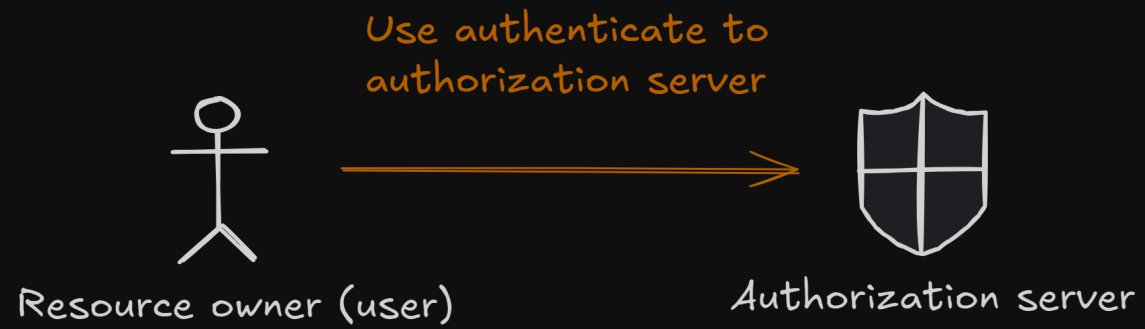 Use authenticate to
authorization server
Resource owner (user)
Authorization server